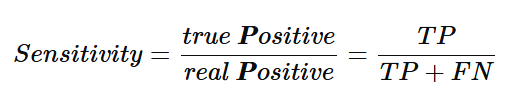 Sensitivity = true Positive / real Positive = TP / TP + FN